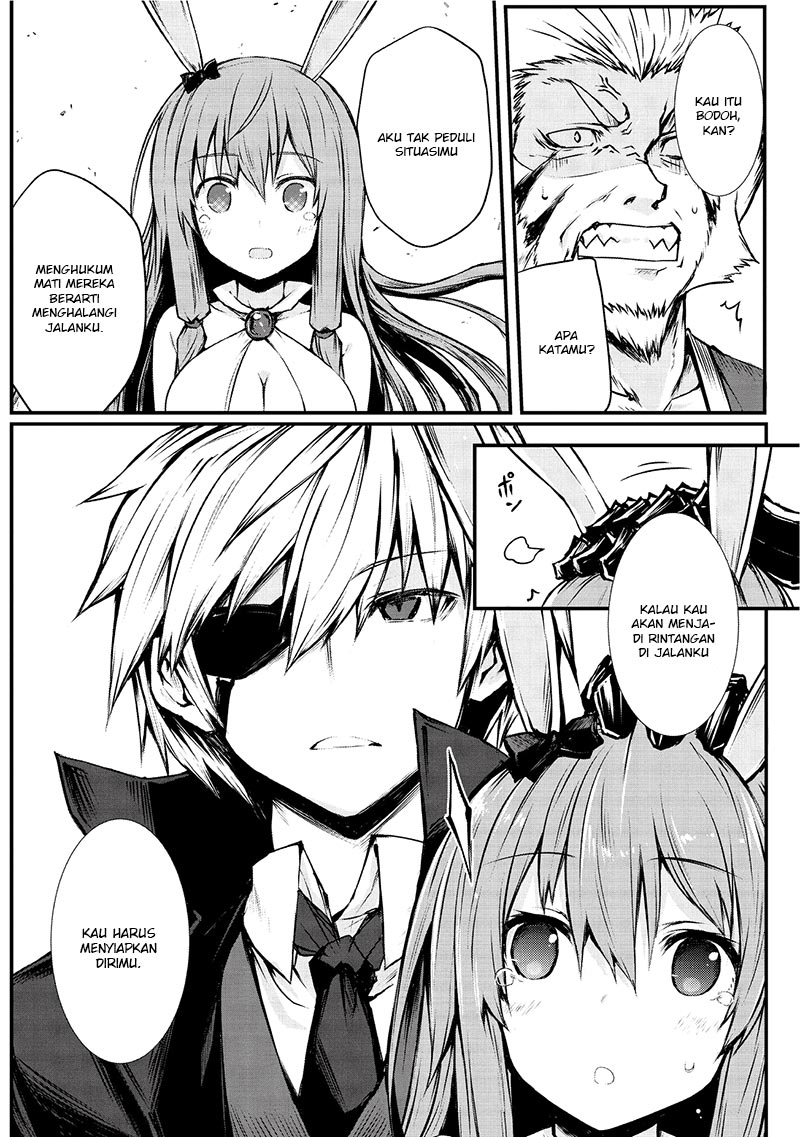 KAU ITU
BODOH,
KAN?
APA
KATAMU?
AKU TAK PEDULI
SITUASIMU
MENGHUKUM
MATI MEREKA
BERARTI
MENGHALANGI
JALANKU.
ポン
KALAU KAU
AKAN MENJA-
DI RINTANGAN
DI JALANKU
KAU HARUS
MENYIAPKAN
DIRIMU.